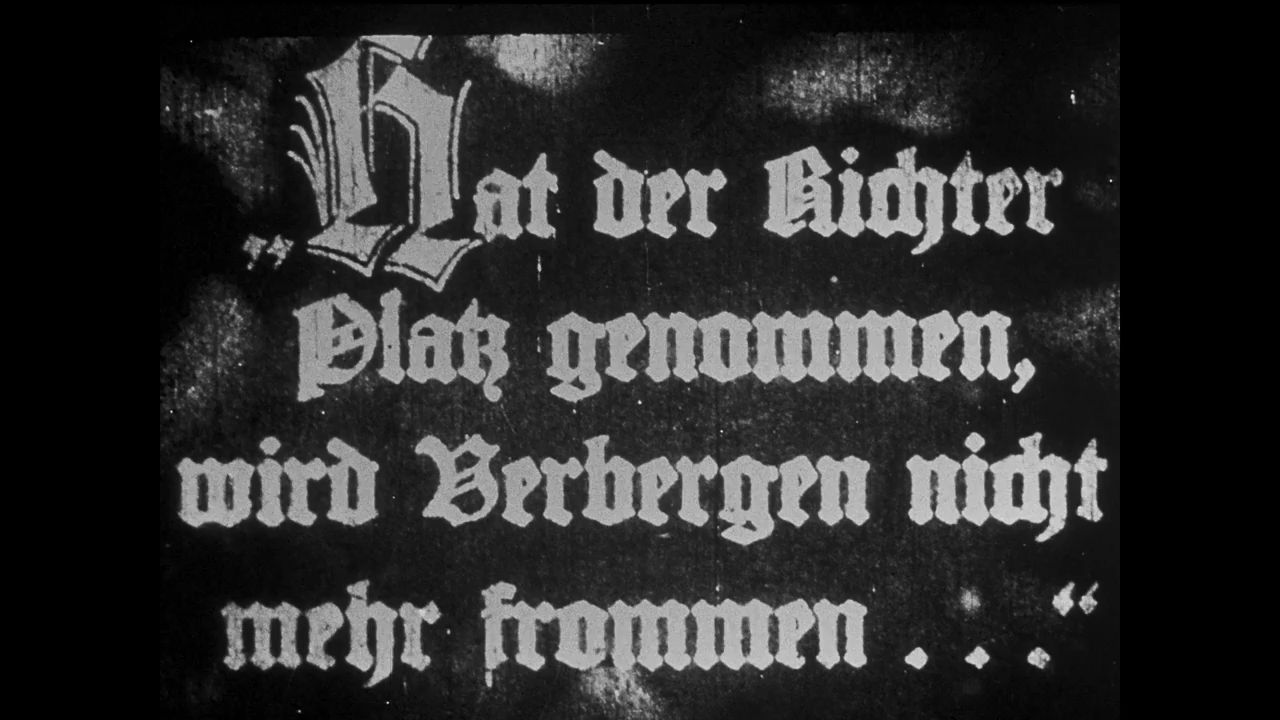 „Hat der Richter
Platz genommen,
wird Verbergen nicht
mehr frommen . . .“